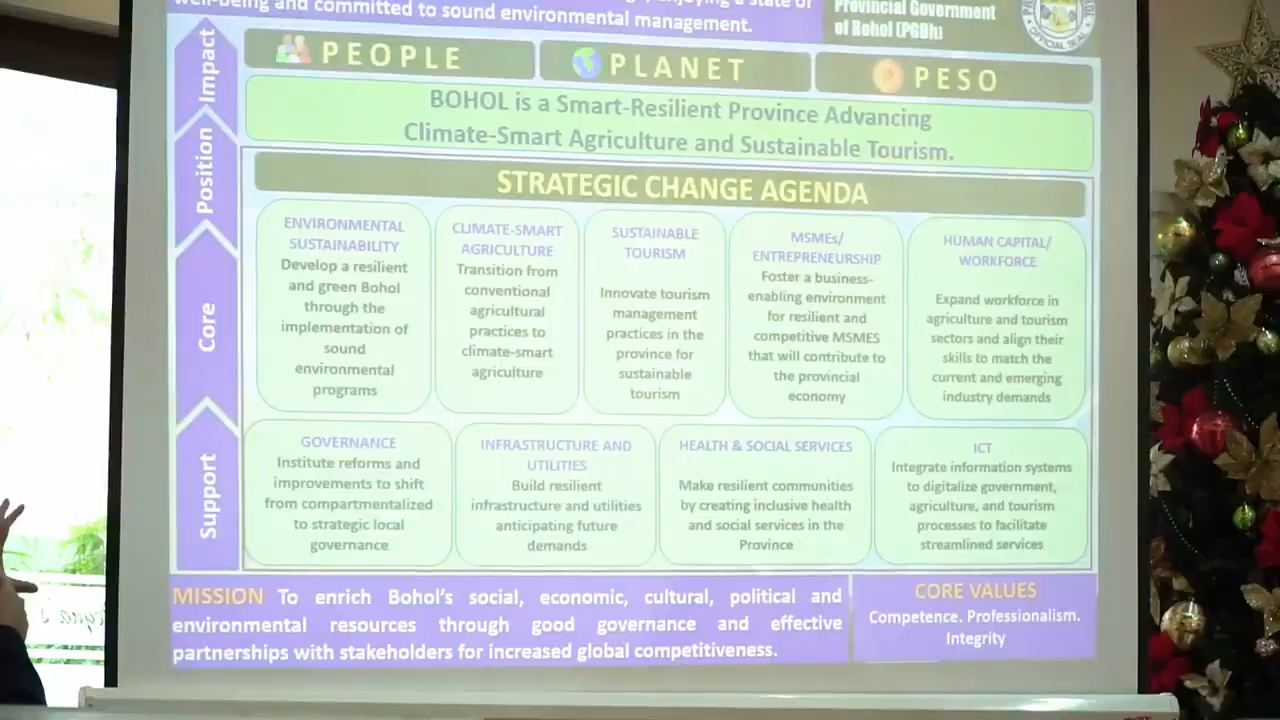 well-being and committed to sound environmental management.
Provincial Government
of Bohol (PGBh)
OFFICIAL SEAL
Impact
PEOPLE
PLANET
PESO
Position
BOHOL is a Smart-Resilient Province Advancing
Climate-Smart Agriculture and Sustainable Tourism.
STRATEGIC CHANGE AGENDA
Core
ENVIRONMENTAL
SUSTAINABILITY
Develop a resilient
and green Bohol
through the
implementation of
sound
environmental
programs
CLIMATE-SMART
AGRICULTURE
Transition from
conventional
agricultural
practices to
climate-smart
agriculture
SUSTAINABLE
TOURISM
Innovate tourism
management
practices in the
province for
sustainable
tourism
MSMEs/
ENTREPRENEURSHIP
Foster a business-
enabling environment
for resilient and
competitive MSMES
that will contribute to
the provincial
economy
HUMAN CAPITAL/
WORKFORCE
Expand workforce in
agriculture and tourism
sectors and align their
skills to match the
current and emerging
industry demands
Support
GOVERNANCE
Institute reforms and
improvements to shift
from compartmentalized
to strategic local
governance
INFRASTRUCTURE AND
UTILITIES
Build resilient
infrastructure and utilities
anticipating future
demands
HEALTH & SOCIAL SERVICES
Make resilient communities
by creating inclusive health
and social services in the
Province
ICT
Integrate information systems
to digitalize government,
agriculture, and tourism
processes to facilitate
streamlined services
MISSION To enrich Bohol's social, economic, cultural, political and
environmental resources through good governance and effective
partnerships with stakeholders for increased global competitiveness.
CORE VALUES
Competence. Professionalism.
Integrity